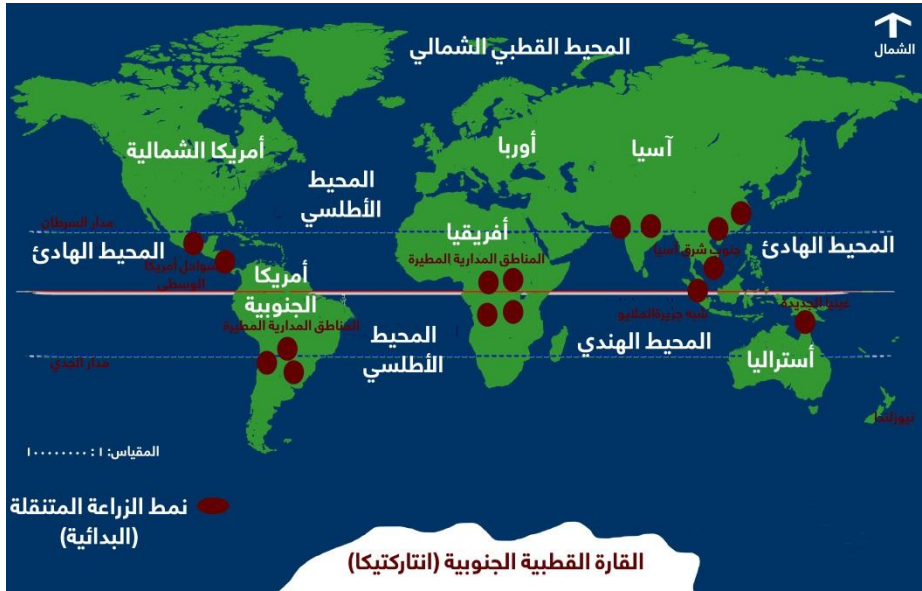 الشمال
المحيط القطبي الشمالي
أمريكا الشمالية
أوربا
آسيا
المحيط
الأطلسي
مدار السرطان
أفريقيا
المحيط الهادئ
المحيط الهادئ
المناطق المدارية المطيرة
جنوب شرق آسيا
سواحل أمريكا
الوسطى
أمريكا
الجنوبية
المناطق المدارية المطيرة
شبه جزيرة الملايو
غينيا الجديدة
المحيط
الأطلسي
المحيط الهندي
أستراليا
مدار الجدي
نيوزلندا
المقياس: ١ : ١٠٠٠٠٠٠٠٠
نمط الزراعة المتنقلة
(البدائية)
القارة القطبية الجنوبية (انتاركتيكا)